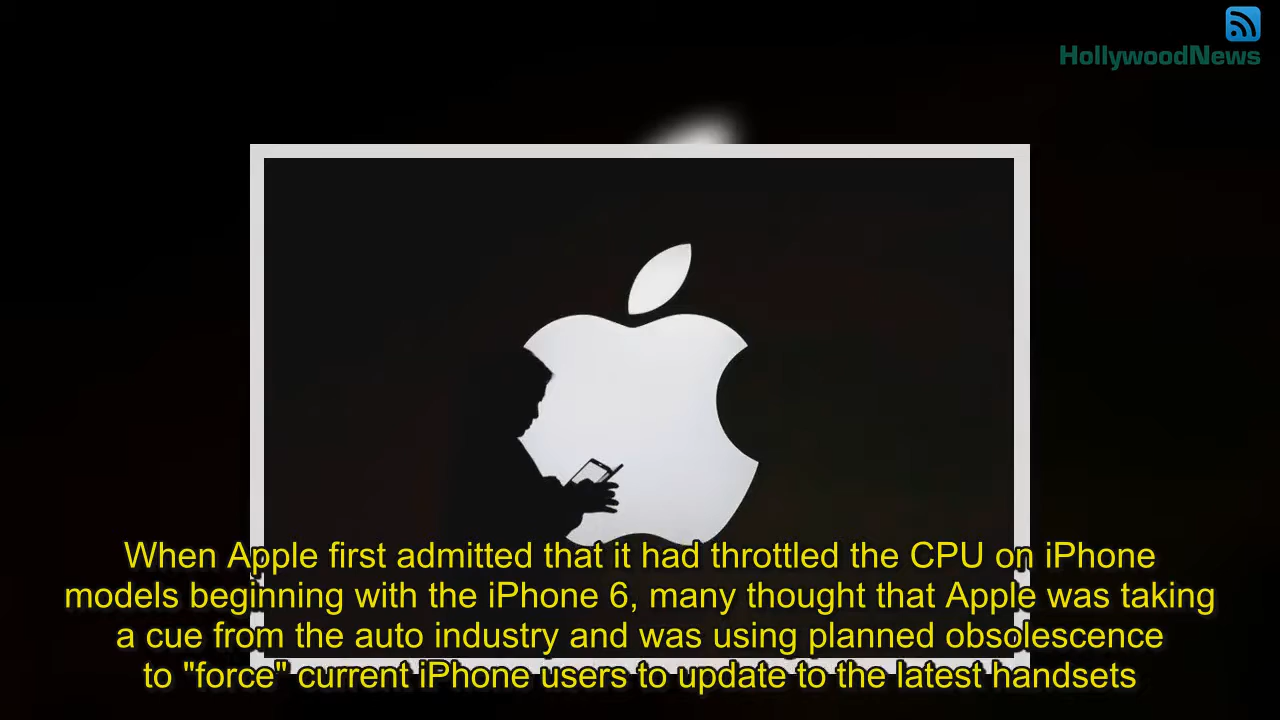 HollywoodNews
When Apple first admitted that it had throttled the CPU on iPhone
models beginning with the iPhone 6, many thought that Apple was taking
a cue from the auto industry and was using planned obsolescence
to "force" current iPhone users to update to the latest handsets